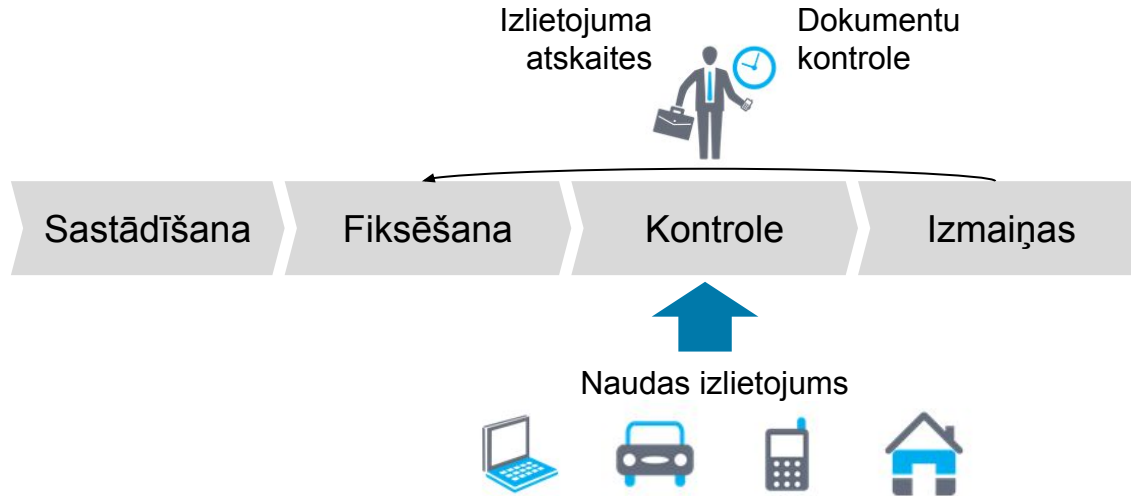 Izlietojuma
atskaites
Dokumentu
kontrole
Sastādīšana
Fiksēšana
Kontrole
Izmaiņas
Naudas izlietojums